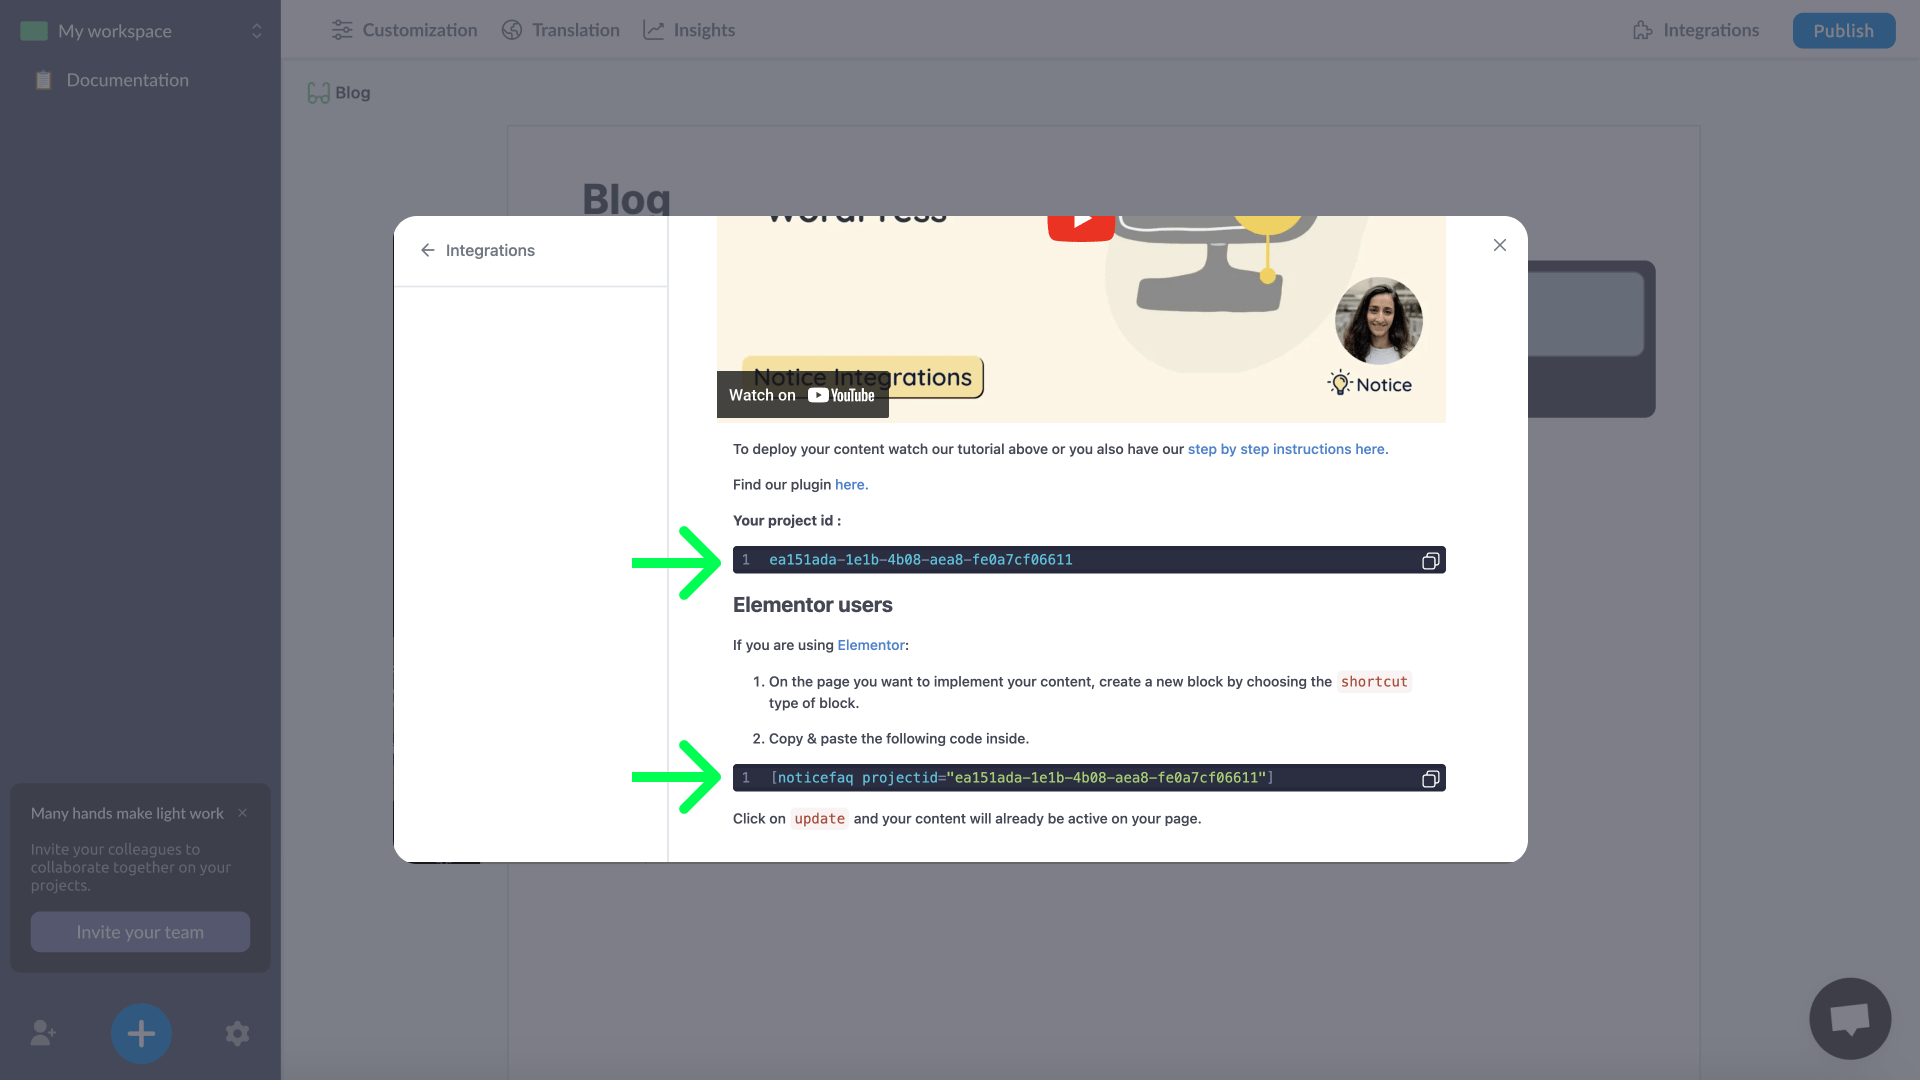 My workspace
Documentation
Customization
Translation
Insights
Integrations
Publish
Blog
Blog
Integrations
WordPress
Notice Integrations
Watch on YouTube
Notice
To deploy your content watch our tutorial above or you also have our step by step instructions here.
Find our plugin here.
Your project id :
1 ea151ada-1e1b-4b08-aea8-fe0a7cf06611
Elementor users
If you are using Elementor:
1. On the page you want to implement your content, create a new block by choosing the shortcut
type of block.
2. Copy & paste the following code inside.
1 [noticefaq projectid="ea151ada-1e1b-4b08-aea8-fe0a7cf06611"]
Click on update and your content will already be active on your page.
Many hands make light work
Invite your colleagues to
collaborate together on your
projects.
Invite your team